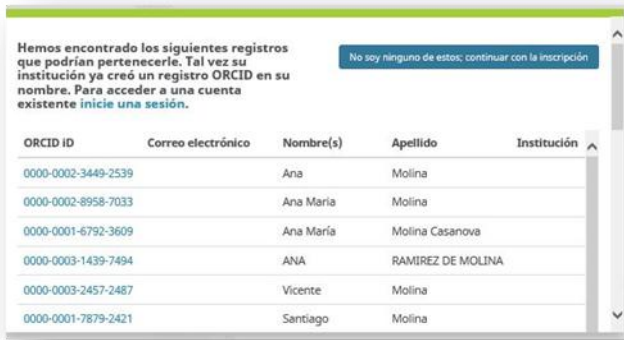 Hemos encontrado los siguientes registros
que podrían pertenecerle. Tal vez su
institución ya creó un registro ORCID en su
nombre. Para acceder a una cuenta
existente inicie una sesión.
No soy ninguno de estos; continuar con la inscripción
ORCID iD Correo electrónico Nombre(s) Apellido Institución
0000-0002-3449-2539 Ana Molina
0000-0002-8958-7033 Ana Maria Molina
0000-0001-6792-3609 Ana María Molina Casanova
0000-0003-1439-7494 ANA RAMIREZ DE MOLINA
0000-0003-2457-2487 Vicente Molina
0000-0001-7879-2421 Santiago Molina